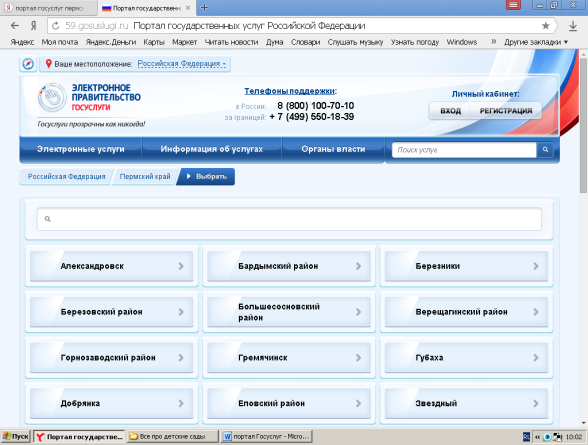 портал госуслуг пермс
Портал государственн
59.gosuslugi.ru Портал государственных услуг Российской Федерации
Яндекс Моя почта Яндекс.Деньги Карты Маркет Читать новости Дума Словари Слушать музыку Узнать погоду Windows » Другие закладки
Ваше местоположение: Российская Федерация
ЭЛЕКТРОННОЕ
ПРАВИТЕЛЬСТВО
ГОСУСЛУГИ
Госуслуги прозрачны как никогда!
Телефоны поддержки:
в России: 8 (800) 100-70-10
за границей: + 7 (499) 550-18-39
Личный кабинет:
ВХОД РЕГИСТРАЦИЯ
Электронные услуги Информация об услугах Органы власти Поиск услуг
Российская Федерация Пермский край Выбрать
Александровск Бардымский район Березники
Березовский район Большесосновский район Верещагинский район
Горнозаводский район Гремячинск Губаха
Добрянка Еловский район Звездный
Пуск Портал государстве... Все про детские сады портал Госуслуг - Micro... RL « 10:02